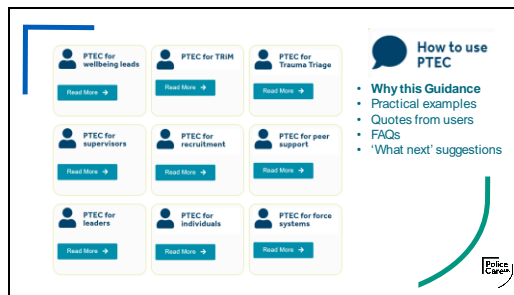 PTEC for
wellbeing leads
Read More →
PTEC for TRiM
Read More →
PTEC for
Trauma Triage
Read More →
PTEC for
supervisors
Read More →
PTEC for
recruitment
Read More →
PTEC for peer
support
Read More →
PTEC for
leaders
Read More →
PTEC for
individuals
Read More →
PTEC for force
systems
Read More →
How to use
PTEC
• Why this Guidance
• Practical examples
• Quotes from users
• FAQs
• ‘What next’ suggestions
Police
Care UK